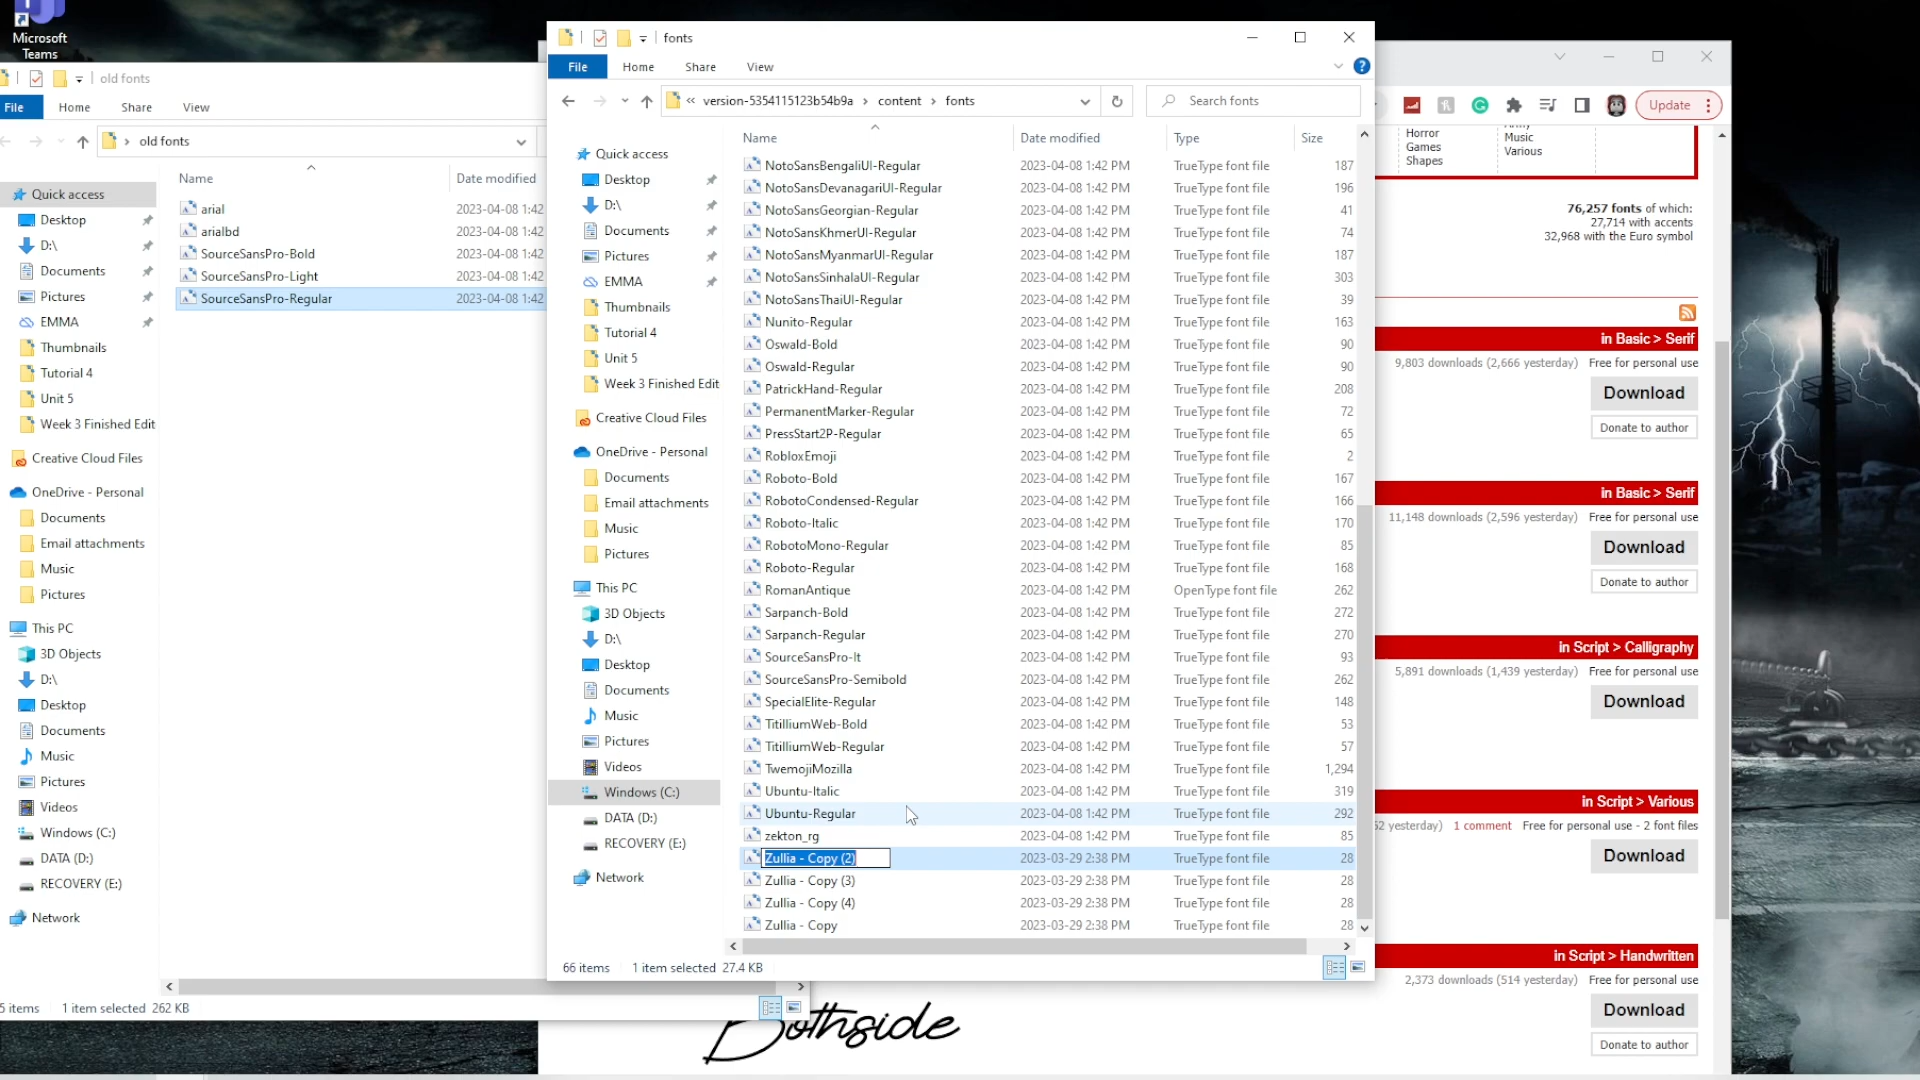 Microsoft
Teams
old fonts
File
Home
Share
View
old fonts
Name
Date modified
Quick access
Desktop
D:\
Documents
Pictures
EMMA
Thumbnails
Tutorial 4
Unit 5
Week 3 Finished Edit
Creative Cloud Files
OneDrive - Personal
Documents
Email attachments
Music
Pictures
This PC
3D Objects
D:\
Desktop
Documents
Music
Pictures
Videos
Windows (C:)
DATA (D:)
RECOVERY (E:)
Network
arial 2023-04-08 1:42
arialbd 2023-04-08 1:42
SourceSansPro-Bold 2023-04-08 1:42
SourceSansPro-Light 2023-04-08 1:42
SourceSansPro-Regular 2023-04-08 1:42
5 items 1 item selected 262 KB
fonts
File
Home
Share
View
« version-5354115123b54b9a › content › fonts
Search fonts
Quick access
Desktop
D:\
Documents
Pictures
EMMA
Thumbnails
Tutorial 4
Unit 5
Week 3 Finished Edit
Creative Cloud Files
OneDrive - Personal
Documents
Email attachments
Music
Pictures
This PC
3D Objects
D:\
Desktop
Documents
Music
Pictures
Videos
Windows (C:)
DATA (D:)
RECOVERY (E:)
Network
Name Date modified Type Size
NotoSansBengaliUI-Regular 2023-04-08 1:42 PM TrueType font file 187
NotoSansDevanagariUI-Regular 2023-04-08 1:42 PM TrueType font file 196
NotoSansGeorgian-Regular 2023-04-08 1:42 PM TrueType font file 41
NotoSansKhmerUI-Regular 2023-04-08 1:42 PM TrueType font file 74
NotoSansMyanmarUI-Regular 2023-04-08 1:42 PM TrueType font file 187
NotoSansSinhalaUI-Regular 2023-04-08 1:42 PM TrueType font file 303
NotoSansThaiUI-Regular 2023-04-08 1:42 PM TrueType font file 39
Nunito-Regular 2023-04-08 1:42 PM TrueType font file 163
Oswald-Bold 2023-04-08 1:42 PM TrueType font file 90
Oswald-Regular 2023-04-08 1:42 PM TrueType font file 90
PatrickHand-Regular 2023-04-08 1:42 PM TrueType font file 208
PermanentMarker-Regular 2023-04-08 1:42 PM TrueType font file 72
PressStart2P-Regular 2023-04-08 1:42 PM TrueType font file 65
RobloxEmoji 2023-04-08 1:42 PM TrueType font file 2
Roboto-Bold 2023-04-08 1:42 PM TrueType font file 167
RobotoCondensed-Regular 2023-04-08 1:42 PM TrueType font file 166
Roboto-Italic 2023-04-08 1:42 PM TrueType font file 170
RobotoMono-Regular 2023-04-08 1:42 PM TrueType font file 85
Roboto-Regular 2023-04-08 1:42 PM TrueType font file 168
RomanAntique 2023-04-08 1:42 PM OpenType font file 262
Sarpanch-Bold 2023-04-08 1:42 PM TrueType font file 272
Sarpanch-Regular 2023-04-08 1:42 PM TrueType font file 270
SourceSansPro-It 2023-04-08 1:42 PM TrueType font file 93
SourceSansPro-Semibold 2023-04-08 1:42 PM TrueType font file 262
SpecialElite-Regular 2023-04-08 1:42 PM TrueType font file 148
TitilliumWeb-Bold 2023-04-08 1:42 PM TrueType font file 53
TitilliumWeb-Regular 2023-04-08 1:42 PM TrueType font file 57
TwemojiMozilla 2023-04-08 1:42 PM TrueType font file 1,294
Ubuntu-Italic 2023-04-08 1:42 PM TrueType font file 319
Ubuntu-Regular 2023-04-08 1:42 PM TrueType font file 292
zekton_rg 2023-04-08 1:42 PM TrueType font file 85
Zullia - Copy (2) 2023-03-29 2:38 PM TrueType font file 28
Zullia - Copy (3) 2023-03-29 2:38 PM TrueType font file 28
Zullia - Copy (4) 2023-03-29 2:38 PM TrueType font file 28
Zullia - Copy 2023-03-29 2:38 PM TrueType font file 28
66 items 1 item selected 27.4 KB
Update
Horror
Games
Shapes
Music
Various
76,257 fonts of which:
27,714 with accents
32,968 with the Euro symbol
in Basic > Serif
9,803 downloads (2,666 yesterday) Free for personal use
Download
Donate to author
in Basic > Serif
11,148 downloads (2,596 yesterday) Free for personal use
Download
Donate to author
in Script > Calligraphy
5,891 downloads (1,439 yesterday) Free for personal use
Download
in Script > Various
yesterday) 1 comment Free for personal use - 2 font files
Download
in Script > Handwritten
2,373 downloads (514 yesterday) Free for personal use
Download
Donate to author
Bothside